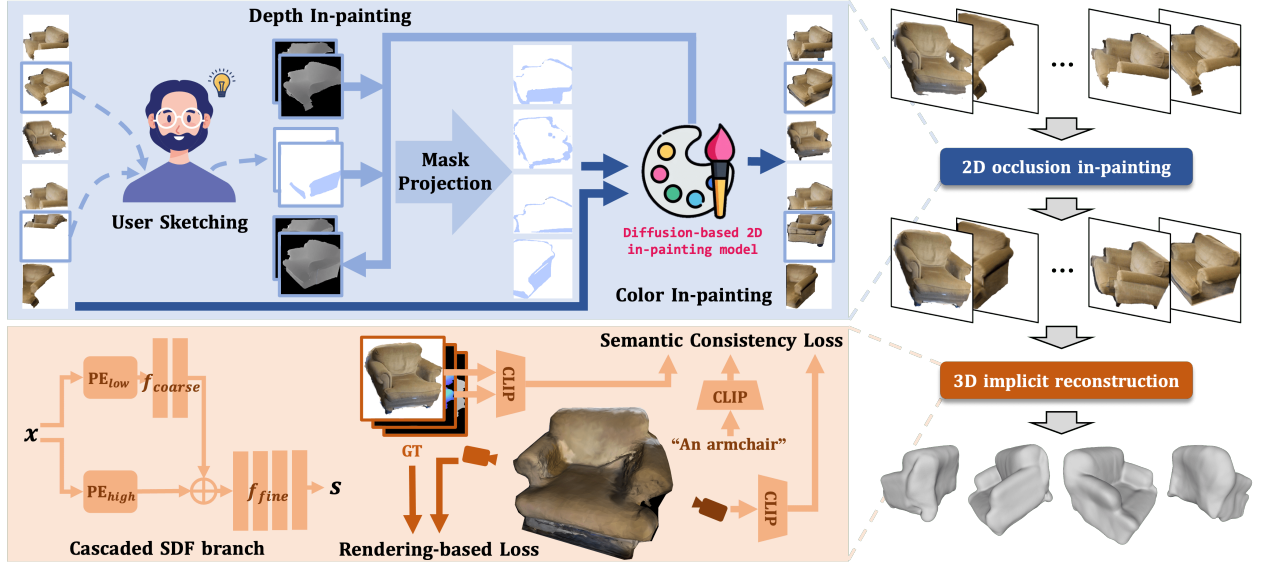 Depth In-painting
User Sketching
Mask
Projection
Diffusion-based 2D
in-painting model
Color In-painting
...
2D occlusion in-painting
...
3D implicit reconstruction
x
PE_low
f_coarse
PE_high
f_fine
s
Cascaded SDF branch
CLIP
GT
Rendering-based Loss
Semantic Consistency Loss
CLIP
“An armchair”
CLIP